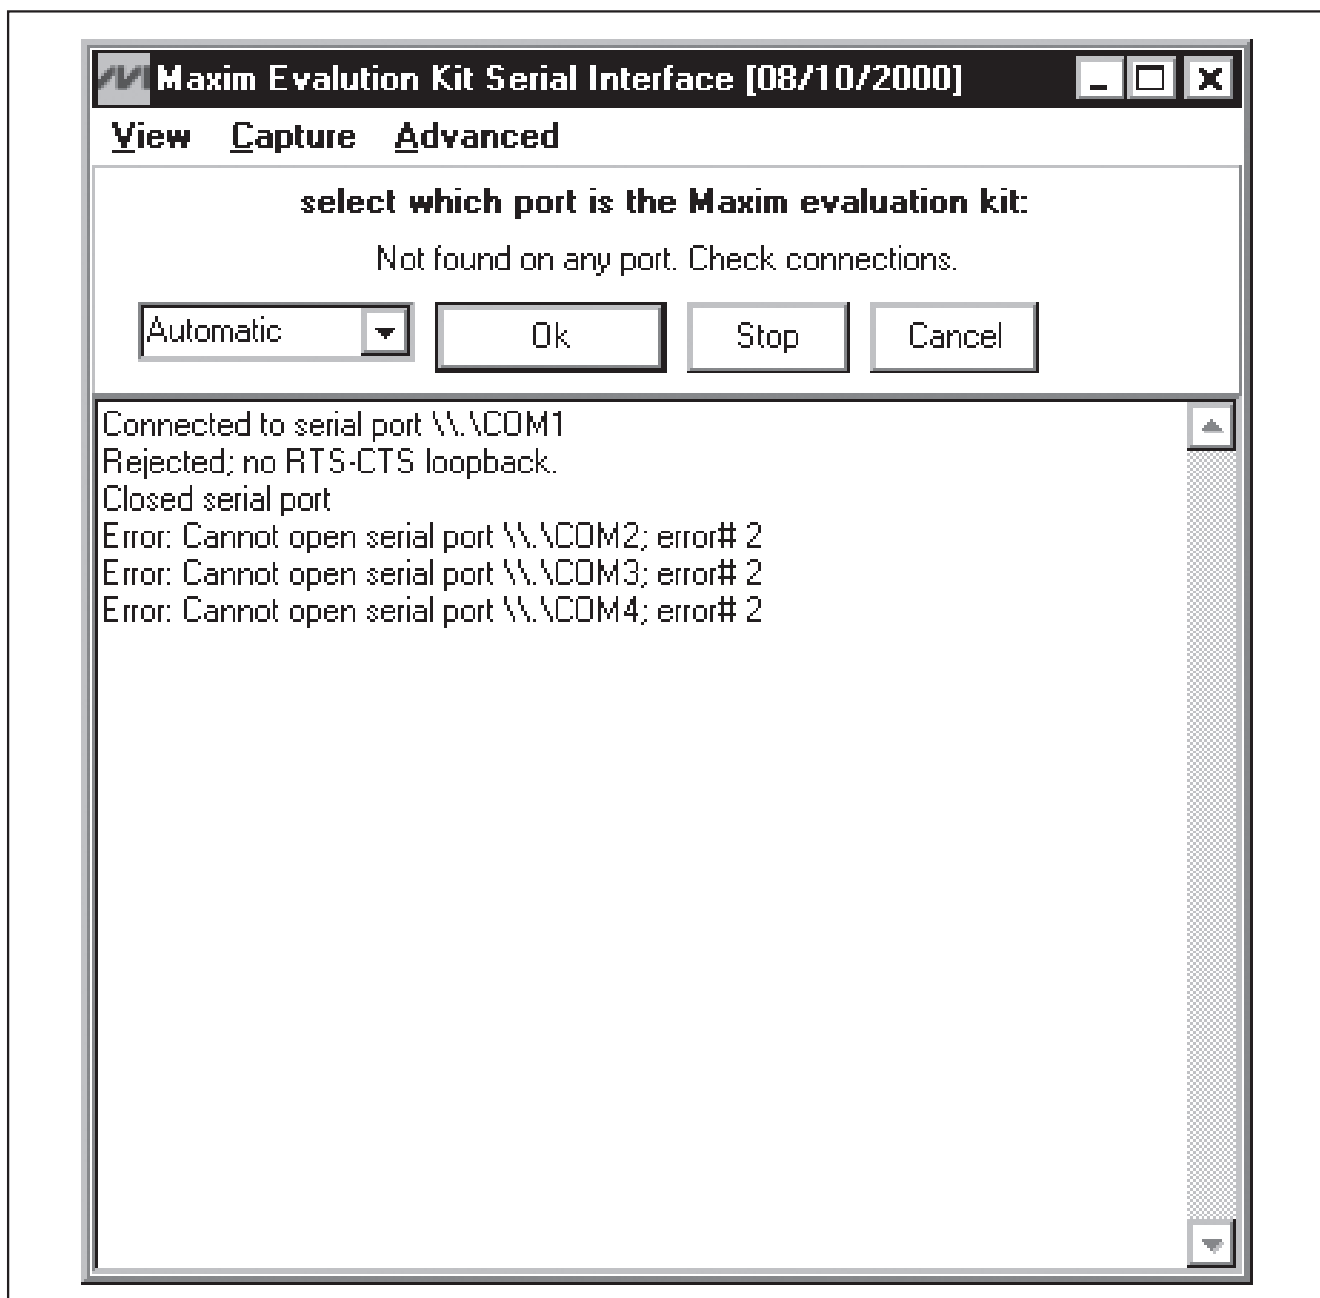 Maxim Evalution Kit Serial Interface [08/10/2000]
View Capture Advanced
select which port is the Maxim evaluation kit:
Not found on any port. Check connections.
Automatic Ok Stop Cancel
Connected to serial port \\.\COM1
Rejected; no RTS-CTS loopback.
Closed serial port
Error: Cannot open serial port \\.\COM2; error# 2
Error: Cannot open serial port \\.\COM3; error# 2
Error: Cannot open serial port \\.\COM4; error# 2